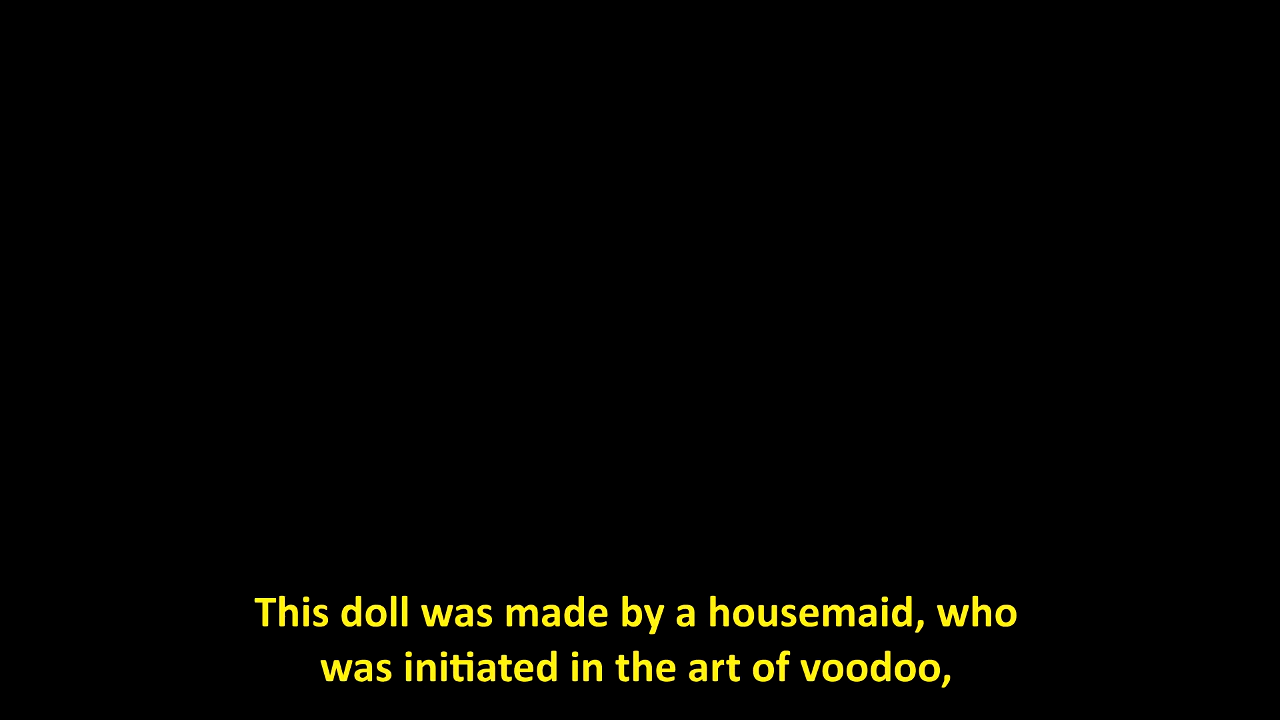 This doll was made by a housemaid, who
was initiated in the art of voodoo,